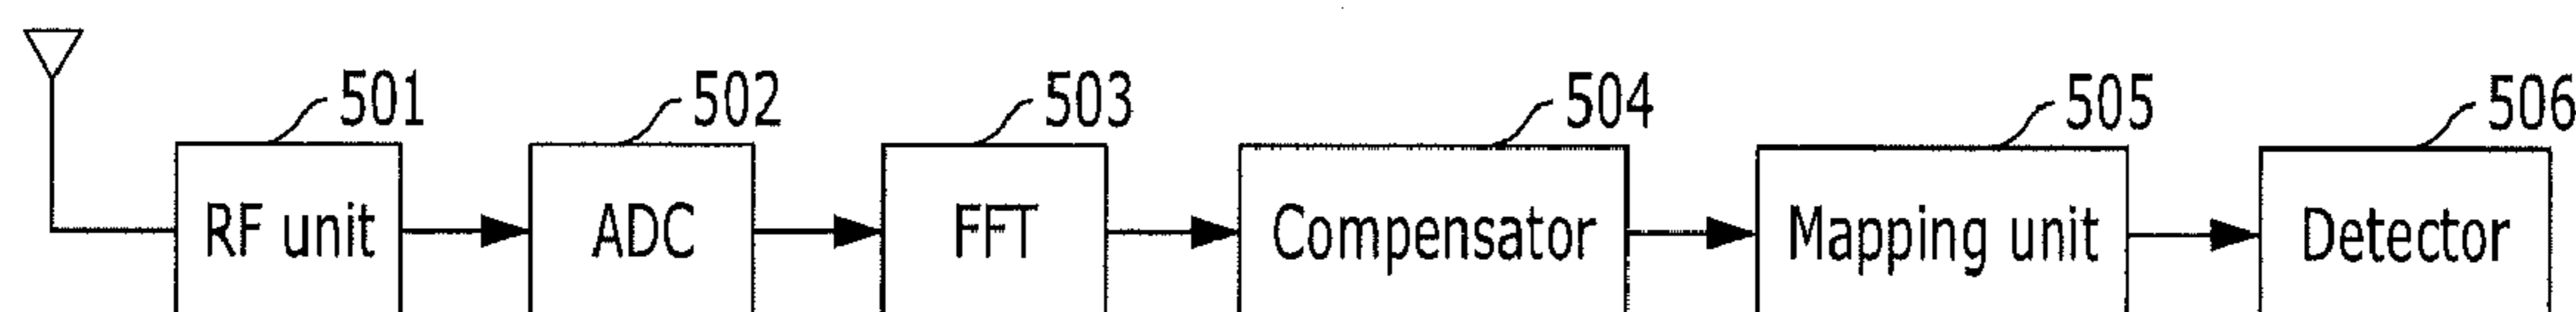 501 502 503 504 505 506
RF unit ADC FFT Compensator Mapping unit Detector